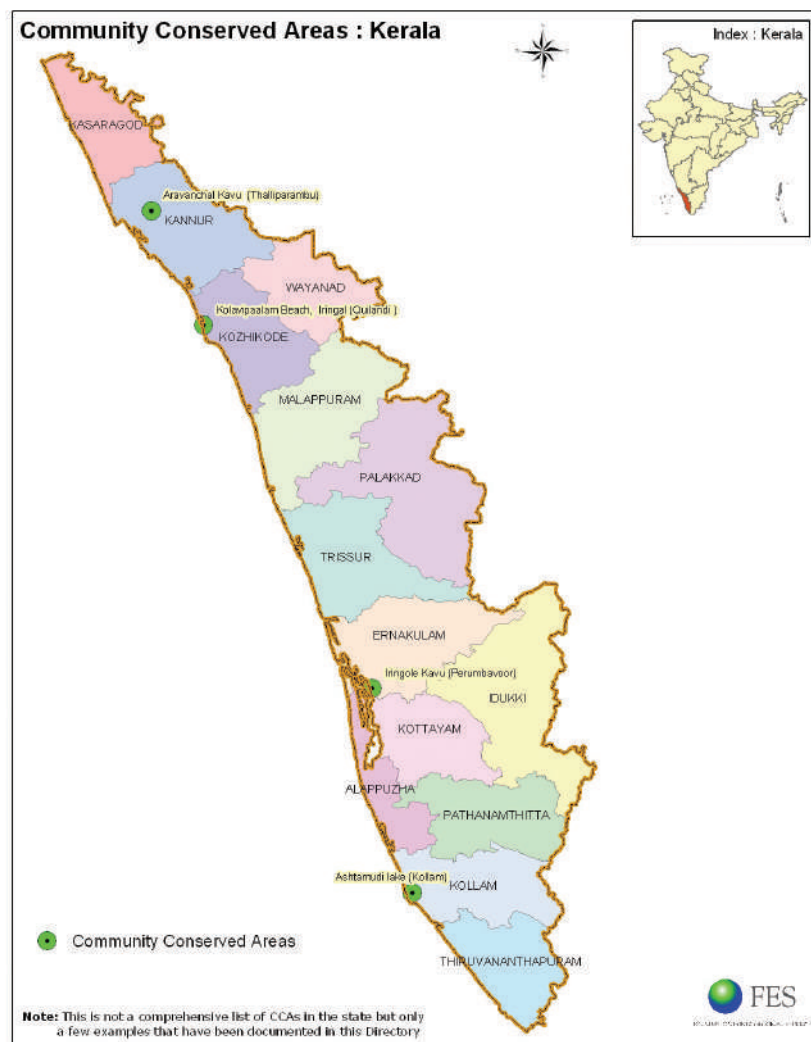 Community Conserved Areas : Kerala
Index : Kerala
KASARAGOD
Aravanchal Kavu (Thalliparambu)
KANNUR
WAYANAD
Kolavipaalam Beach, Iringal (Quilandi )
KOZHIKODE
MALAPPURAM
PALAKKAD
TRISSUR
ERNAKULAM
Iringole Kavu (Perumbavoor)
IDUKKI
KOTTAYAM
ALAPPUZHA
PATHANAMTHITTA
Ashtamudi lake (Kollam)
KOLLAM
Community Conserved Areas
THIRUVANANTHAPURAM
FES
Note: This is not a comprehensive list of CCAs in the state but only
a few examples that have been documented in this Directory